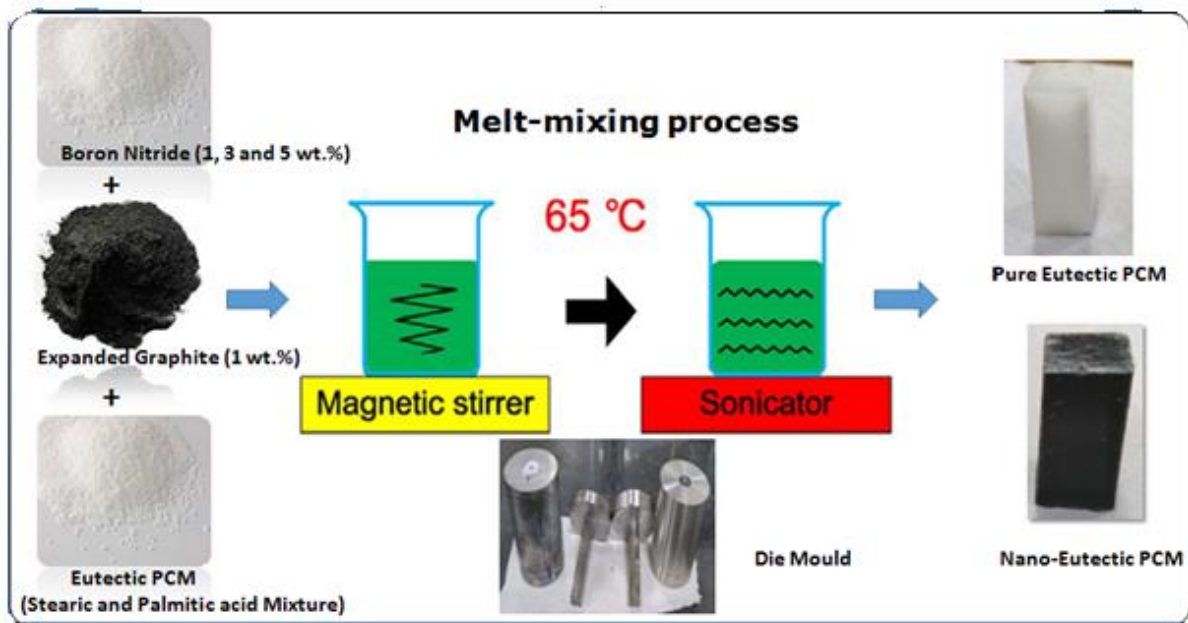 Boron Nitride (1, 3 and 5 wt.%)
+
Expanded Graphite (1 wt.%)
+
Eutectic PCM
(Stearic and Palmitic acid Mixture)
Melt-mixing process
65 °C
Magnetic stirrer
Sonicator
Die Mould
Pure Eutectic PCM
Nano-Eutectic PCM